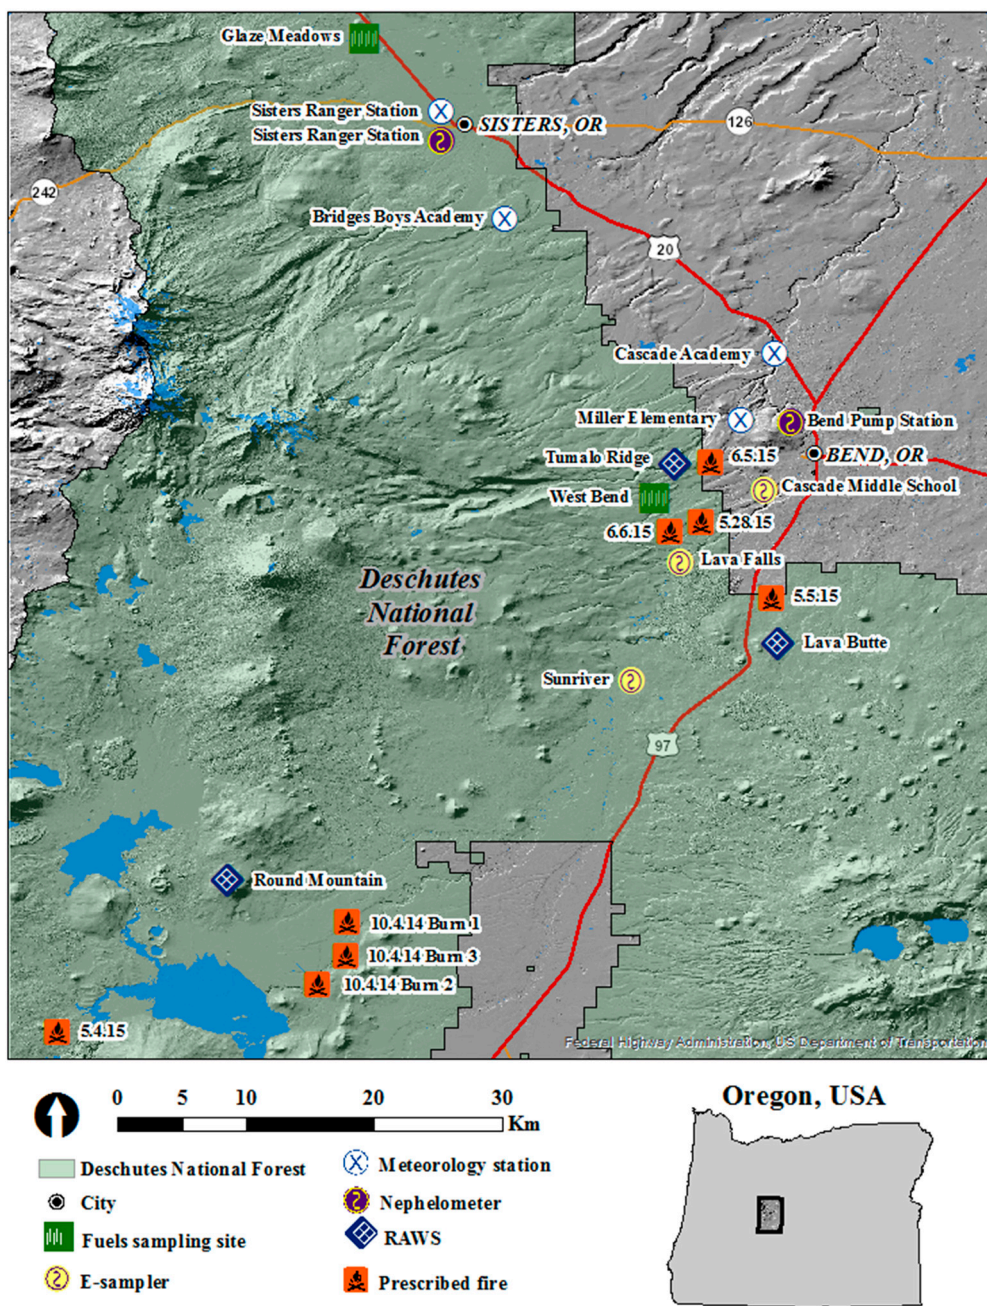 Glaze Meadows
Sisters Ranger Station
SISTERS, OR
126
Sisters Ranger Station
242
Bridges Boys Academy
20
Cascade Academy
Miller Elementary
Bend Pump Station
Tumalo Ridge
6.5.15
BEND, OR
West Bend
Cascade Middle School
6.6.15
5.28.15
Lava Falls
Deschutes
National
Forest
5.5.15
Lava Butte
Sunriver
97
Round Mountain
10.4.14 Burn 1
10.4.14 Burn 3
10.4.14 Burn 2
5.4.15
Federal Highway Administration, US Department of Transportation
0 5 10 20 30
Km
Oregon, USA
Deschutes National Forest
Meteorology station
City
Nephelometer
Fuels sampling site
RAWS
E-sampler
Prescribed fire